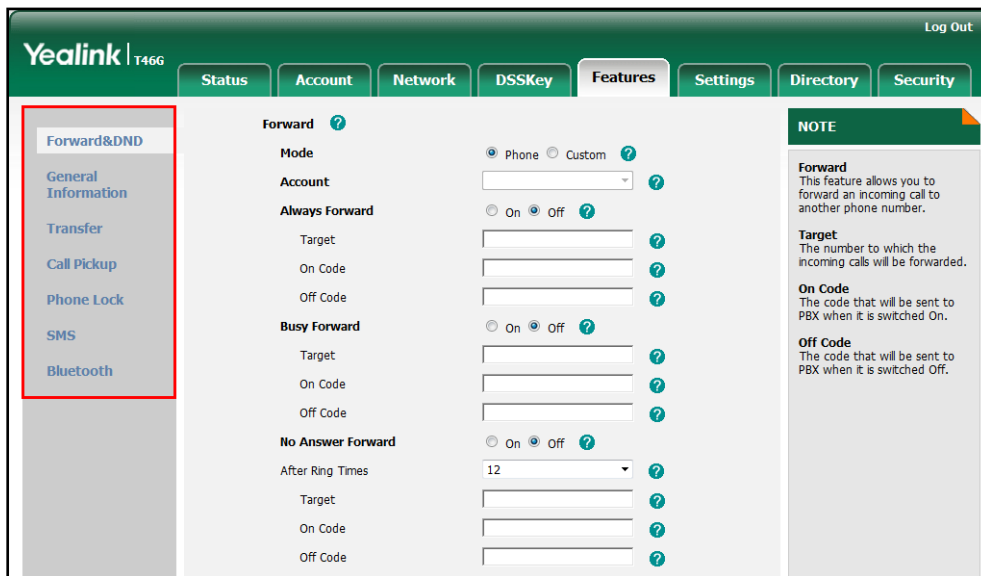 Log Out
Yealink T46G
Status Account Network DSSKey Features Settings Directory Security
Forward&DND
General
Information
Transfer
Call Pickup
Phone Lock
SMS
Bluetooth
Forward ?
Mode Phone Custom ?
Account ?
Always Forward On Off ?
Target ?
On Code ?
Off Code ?
Busy Forward On Off ?
Target ?
On Code ?
Off Code ?
No Answer Forward On Off ?
After Ring Times 12 ?
Target ?
On Code ?
Off Code ?
NOTE
Forward
This feature allows you to
forward an incoming call to
another phone number.
Target
The number to which the
incoming calls will be forwarded.
On Code
The code that will be sent to
PBX when it is switched On.
Off Code
The code that will be sent to
PBX when it is switched Off.